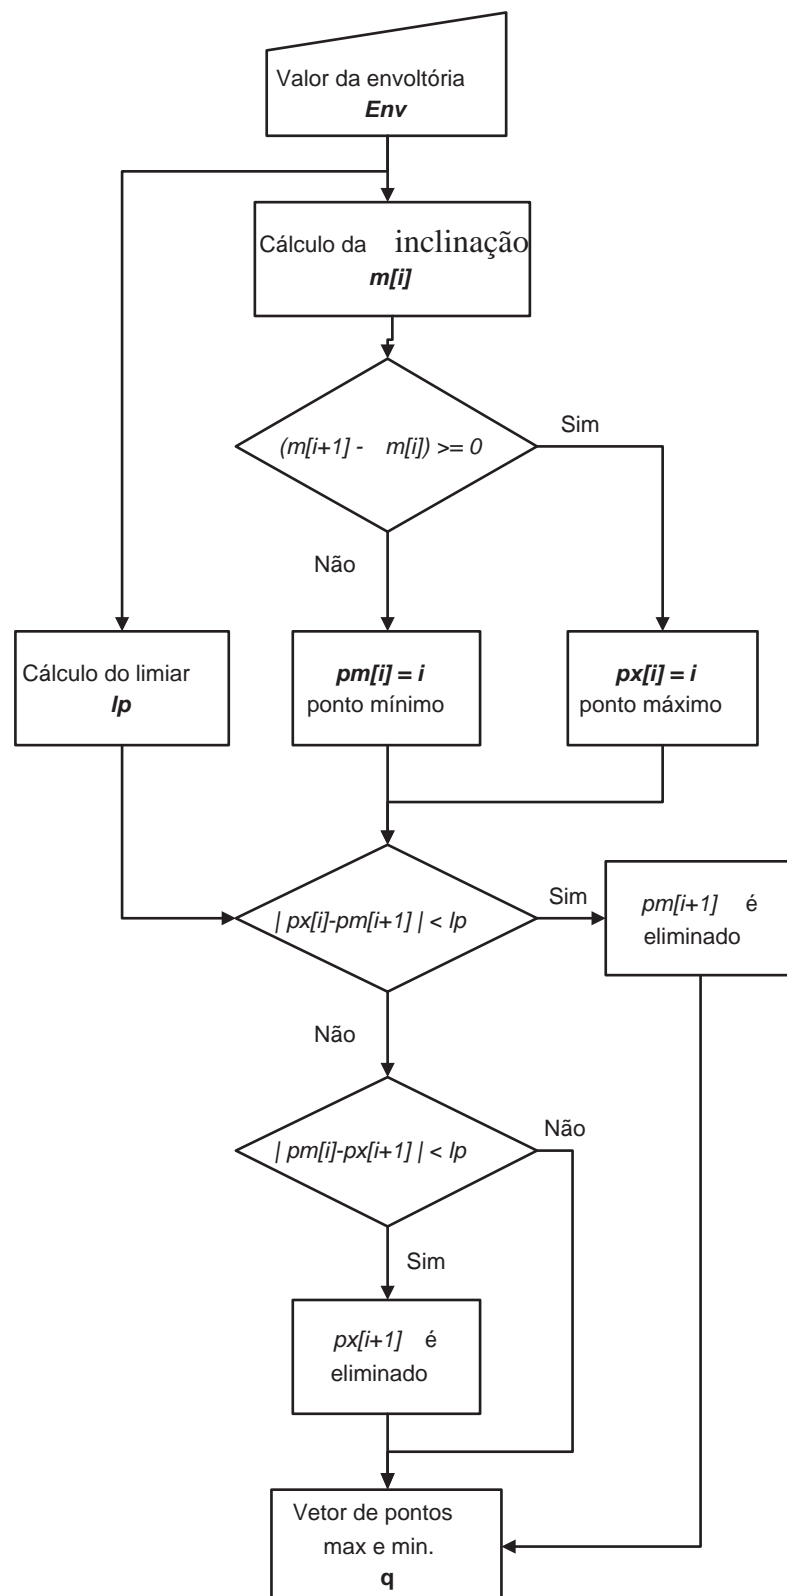 Valor da envoltória
Env
Cálculo da inclinação
m[i]
(m[i+1] - m[i]) >= 0
Sim
Não
Cálculo do limiar
lp
pm[i] = i
ponto mínimo
px[i] = i
ponto máximo
| px[i]-pm[i+1] | < lp
Sim
pm[i+1] é
eliminado
Não
| pm[i]-px[i+1] | < lp
Não
Sim
px[i+1] é
eliminado
Vetor de pontos
max e min.
q